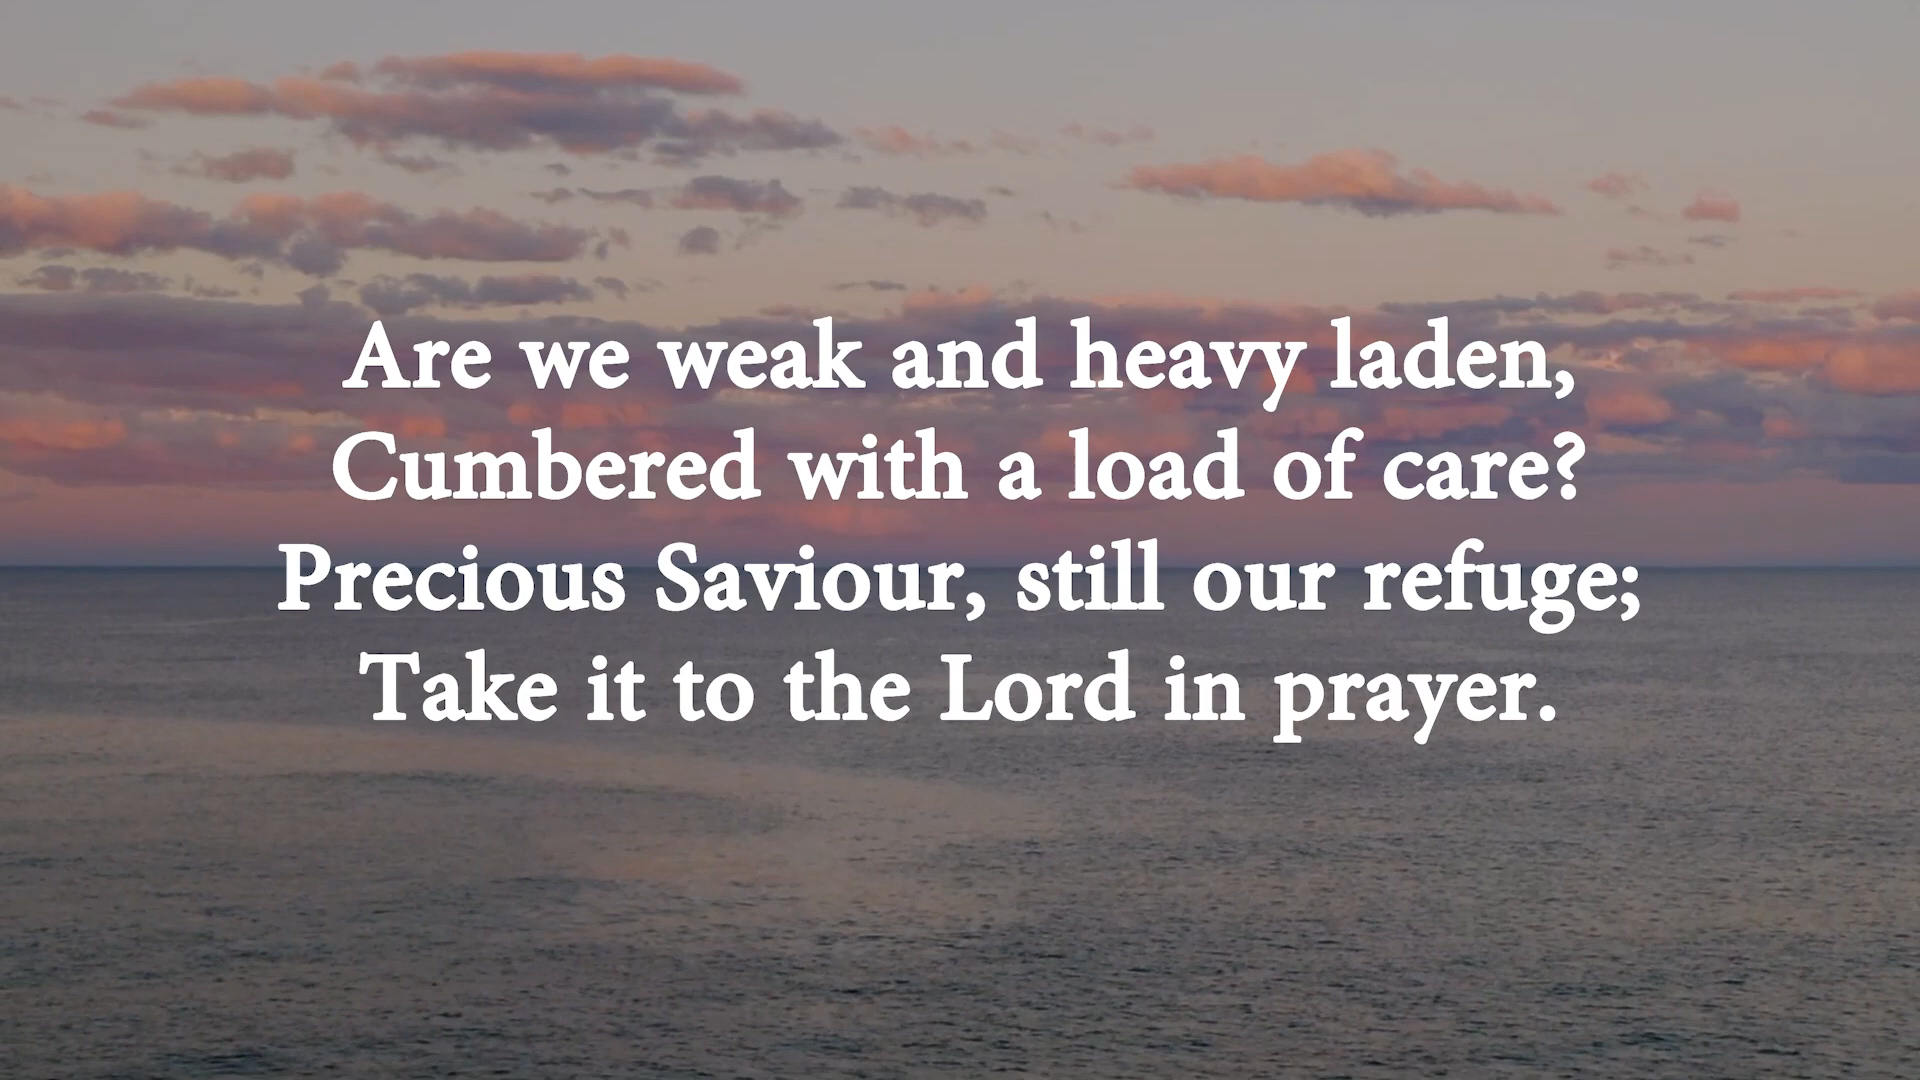 Are we weak and heavy laden,
Cumbered with a load of care?
Precious Saviour, still our refuge;
Take it to the Lord in prayer.